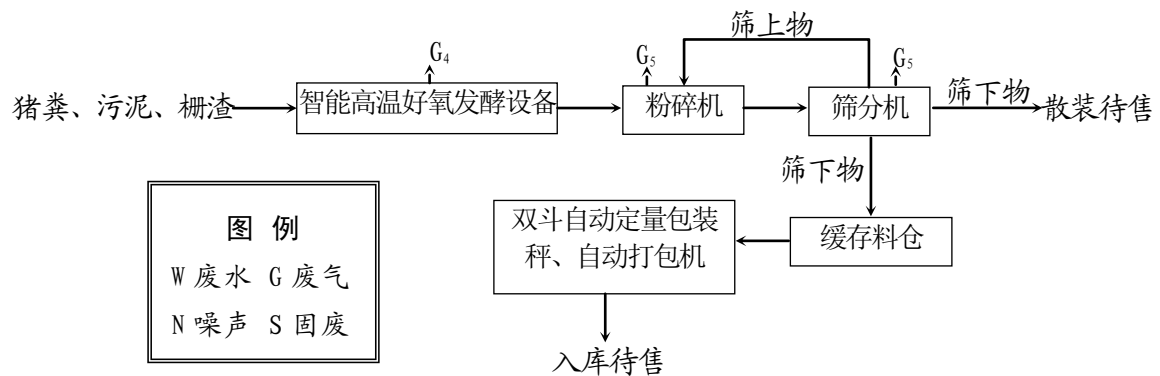 筛上物
G4
G5
G5
猪粪、污泥、栅渣
智能高温好氧发酵设备
粉碎机
筛分机
筛下物
散装待售
筛下物
图 例
W 废水 G 废气
N 噪声 S 固废
双斗自动定量包装
秤、自动打包机
缓存料仓
入库待售